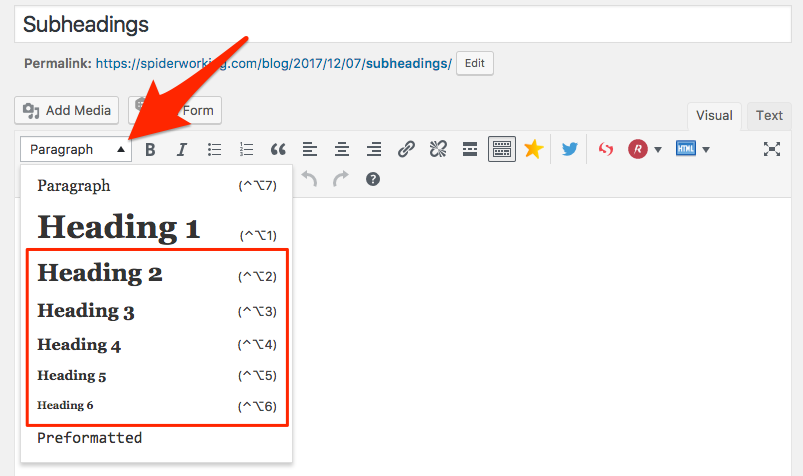 Subheadings
Permalink: https://spiderworking.com/blog/2017/12/07/subheadings/ Edit
Add Media Form
Visual Text
Paragraph B I R HTML
Paragraph (^⌥7)
Heading 1 (^⌥1)
Heading 2 (^⌥2)
Heading 3 (^⌥3)
Heading 4 (^⌥4)
Heading 5 (^⌥5)
Heading 6 (^⌥6)
Preformatted